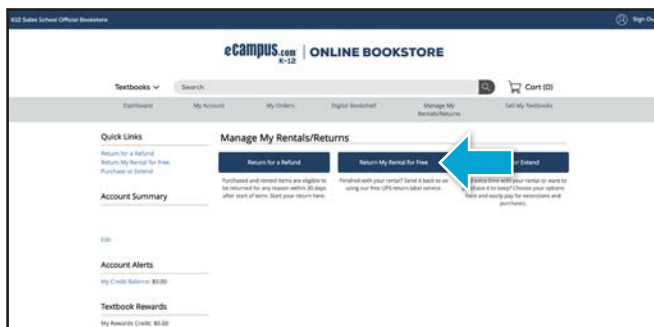 K12 Sales School Official Bookstore
Sign Ou
eCampus.com K-12 | ONLINE BOOKSTORE
Textbooks
Search
Cart (0)
Dashboard
My Account
My Orders
Digital Bookshelf
Manage My
Rentals/Returns
Sell My Textbooks
Quick Links
Return for a Refund
Return My Rental for Free
Purchase or Extend
Account Summary
Edit
Account Alerts
My Credit Balance: $0.00
Textbook Rewards
My Rewards Credit: $0.00
Manage My Rentals/Returns
Return for a Refund
Purchased and rented items are eligible to
be returned for any reason within 30 days
after start of term. Start your return here.
Return My Rental for Free
Finished with your rental? Send it back to us
using our free UPS return label service.
or Extend
extra time with your rental or want to
it to keep? Choose your options
here and easily pay for extensions and
purchases.